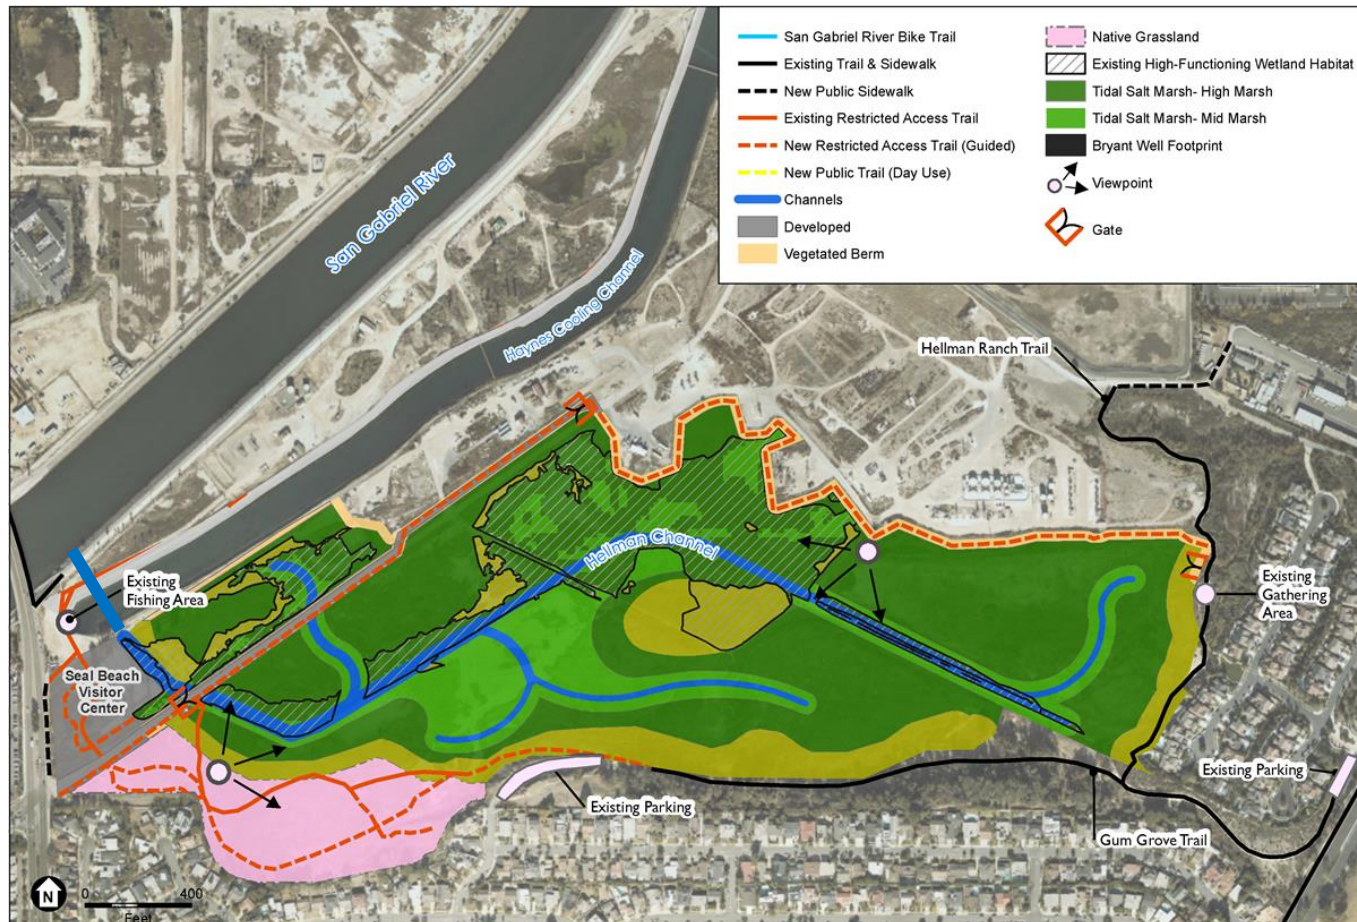 San Gabriel River Bike Trail
Existing Trail & Sidewalk
New Public Sidewalk
Existing Restricted Access Trail
New Restricted Access Trail (Guided)
New Public Trail (Day Use)
Channels
Developed
Vegetated Berm
Native Grassland
Existing High-Functioning Wetland Habitat
Tidal Salt Marsh- High Marsh
Tidal Salt Marsh- Mid Marsh
Bryant Well Footprint
Viewpoint
Gate
San Gabriel River
Haynes Cooling Channel
Hellman Ranch Trail
Hellman Channel
Existing
Fishing Area
Existing
Gathering
Area
Seal Beach
Visitor
Center
Existing Parking
Existing Parking
Gum Grove Trail
N
0 400
Feet